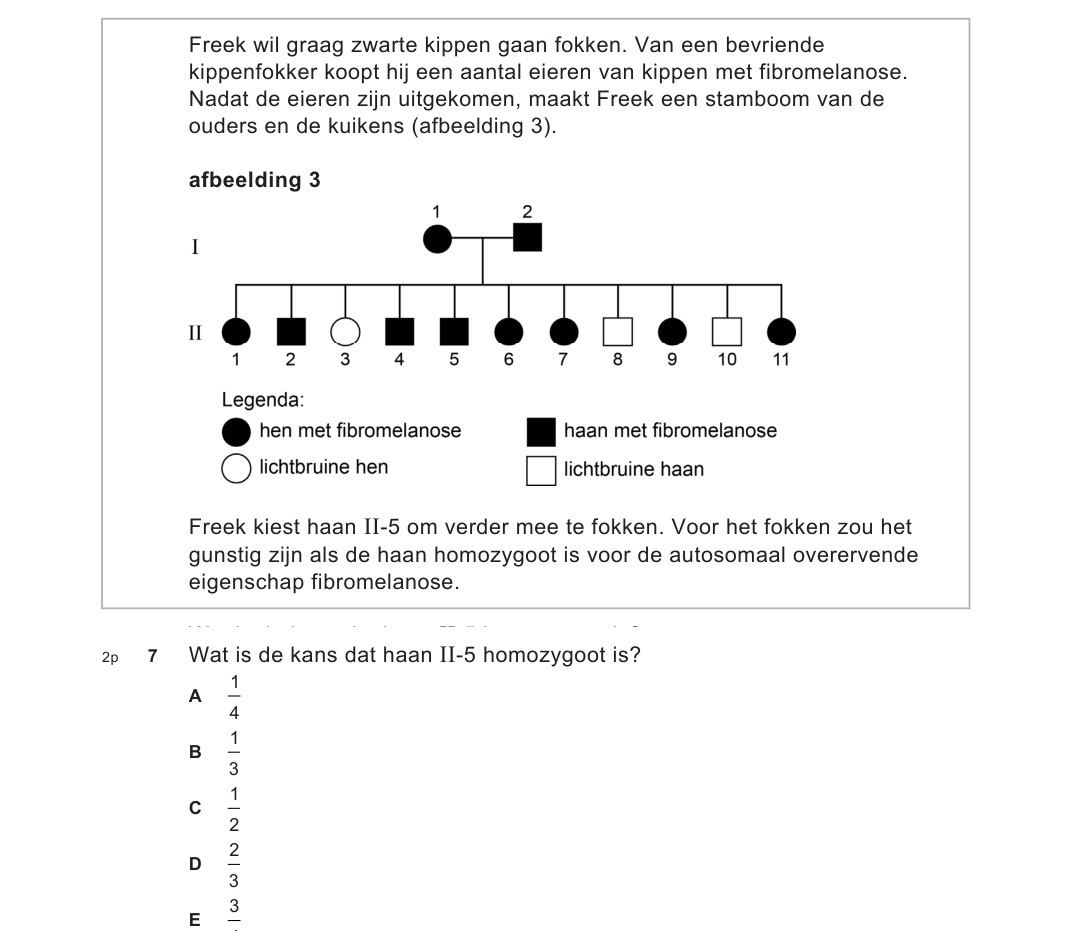 Freek wil graag zwarte kippen gaan fokken. Van een bevriende
kippenfokker koopt hij een aantal eieren van kippen met fibromelanose.
Nadat de eieren zijn uitgekomen, maakt Freek een stamboom van de
ouders en de kuikens (afbeelding 3).
afbeelding 3
1 2
I
II
1 2 3 4 5 6 7 8 9 10 11
Legenda:
hen met fibromelanose haan met fibromelanose
lichtbruine hen lichtbruine haan
Freek kiest haan II-5 om verder mee te fokken. Voor het fokken zou het
gunstig zijn als de haan homozygoot is voor de autosomaal overervende
eigenschap fibromelanose.
2p 7 Wat is de kans dat haan II-5 homozygoot is?
A 1/4
B 1/3
C 1/2
D 2/3
E 3